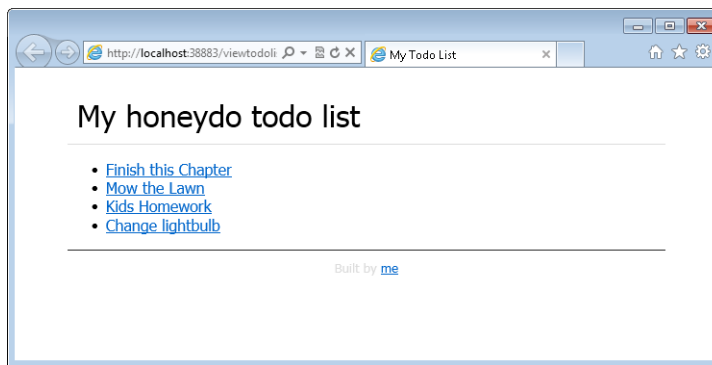 http://localhost:38883/viewtodoli
My Todo List
My honeydo todo list
Finish this Chapter
Mow the Lawn
Kids Homework
Change lightbulb
Built by me